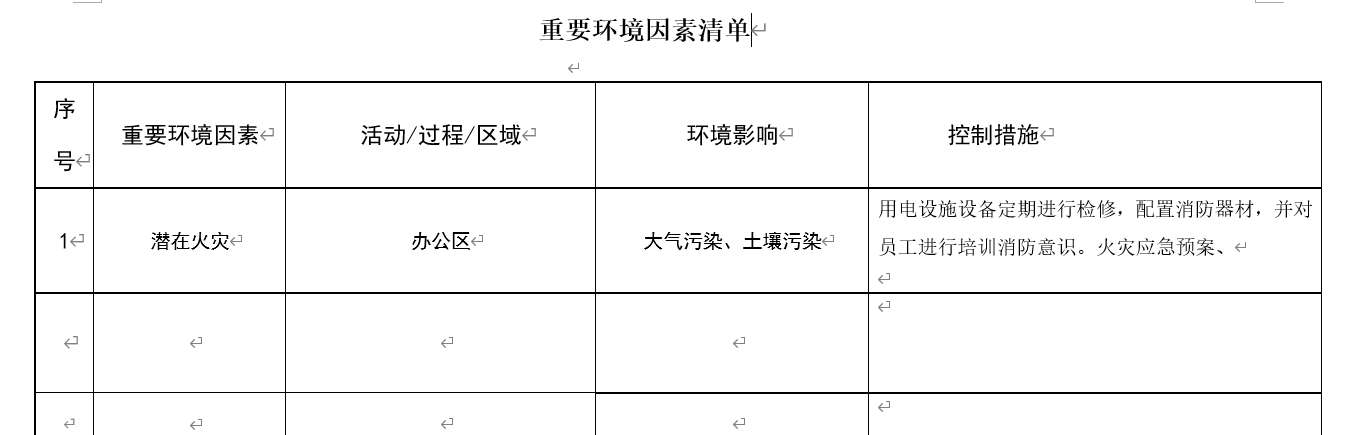 重要环境因素清单
序号
重要环境因素
活动/过程/区域
环境影响
控制措施
1
潜在火灾
办公区
大气污染、土壤污染
用电设施设备定期进行检修，配置消防器材，并对
员工进行培训消防意识。火灾应急预案、